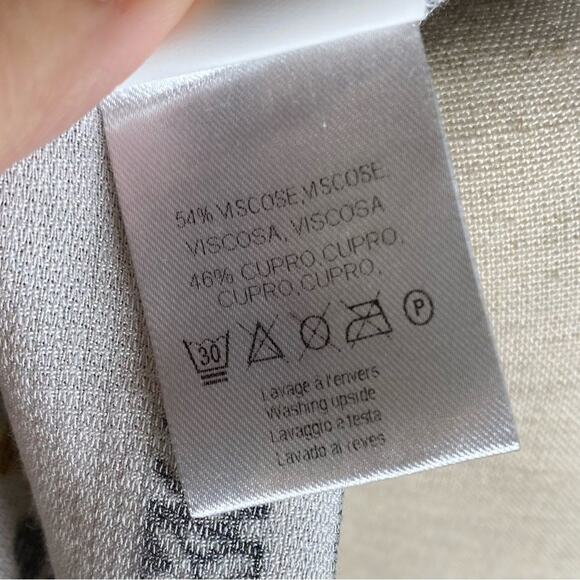 54% VISCOSE, VISCOSE,
VISCOSA, VISCOSA
46% CUPRO, CUPRO,
CUPRO, CUPRO,
30
P
Lavage à l'envers
Washing upside
Lavaggio a testa
Lavado al reves